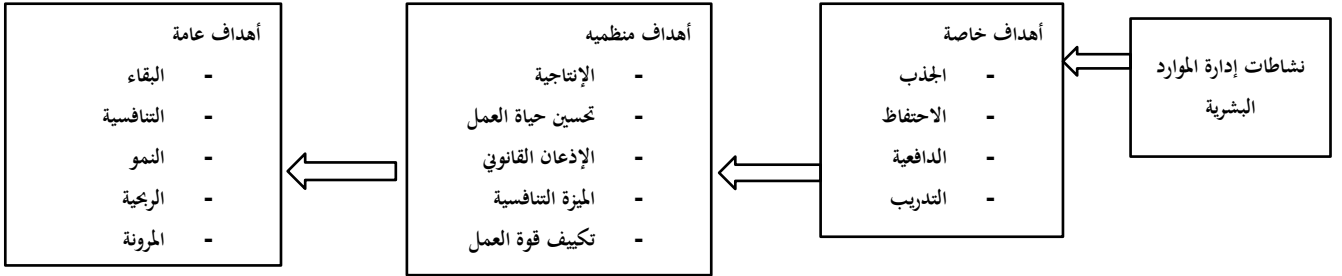 نشاطات إدارة الموارد
البشرية
أهداف خاصة
- الجذب
- الاحتفاظ
- الدافعية
- التدريب
أهداف منظميه
- الإنتاجية
- تحسين حياة العمل
- الإذعان القانوني
- الميزة التنافسية
- تكييف قوة العمل
أهداف عامة
- البقاء
- التنافسية
- النمو
- الربحية
- المرونة